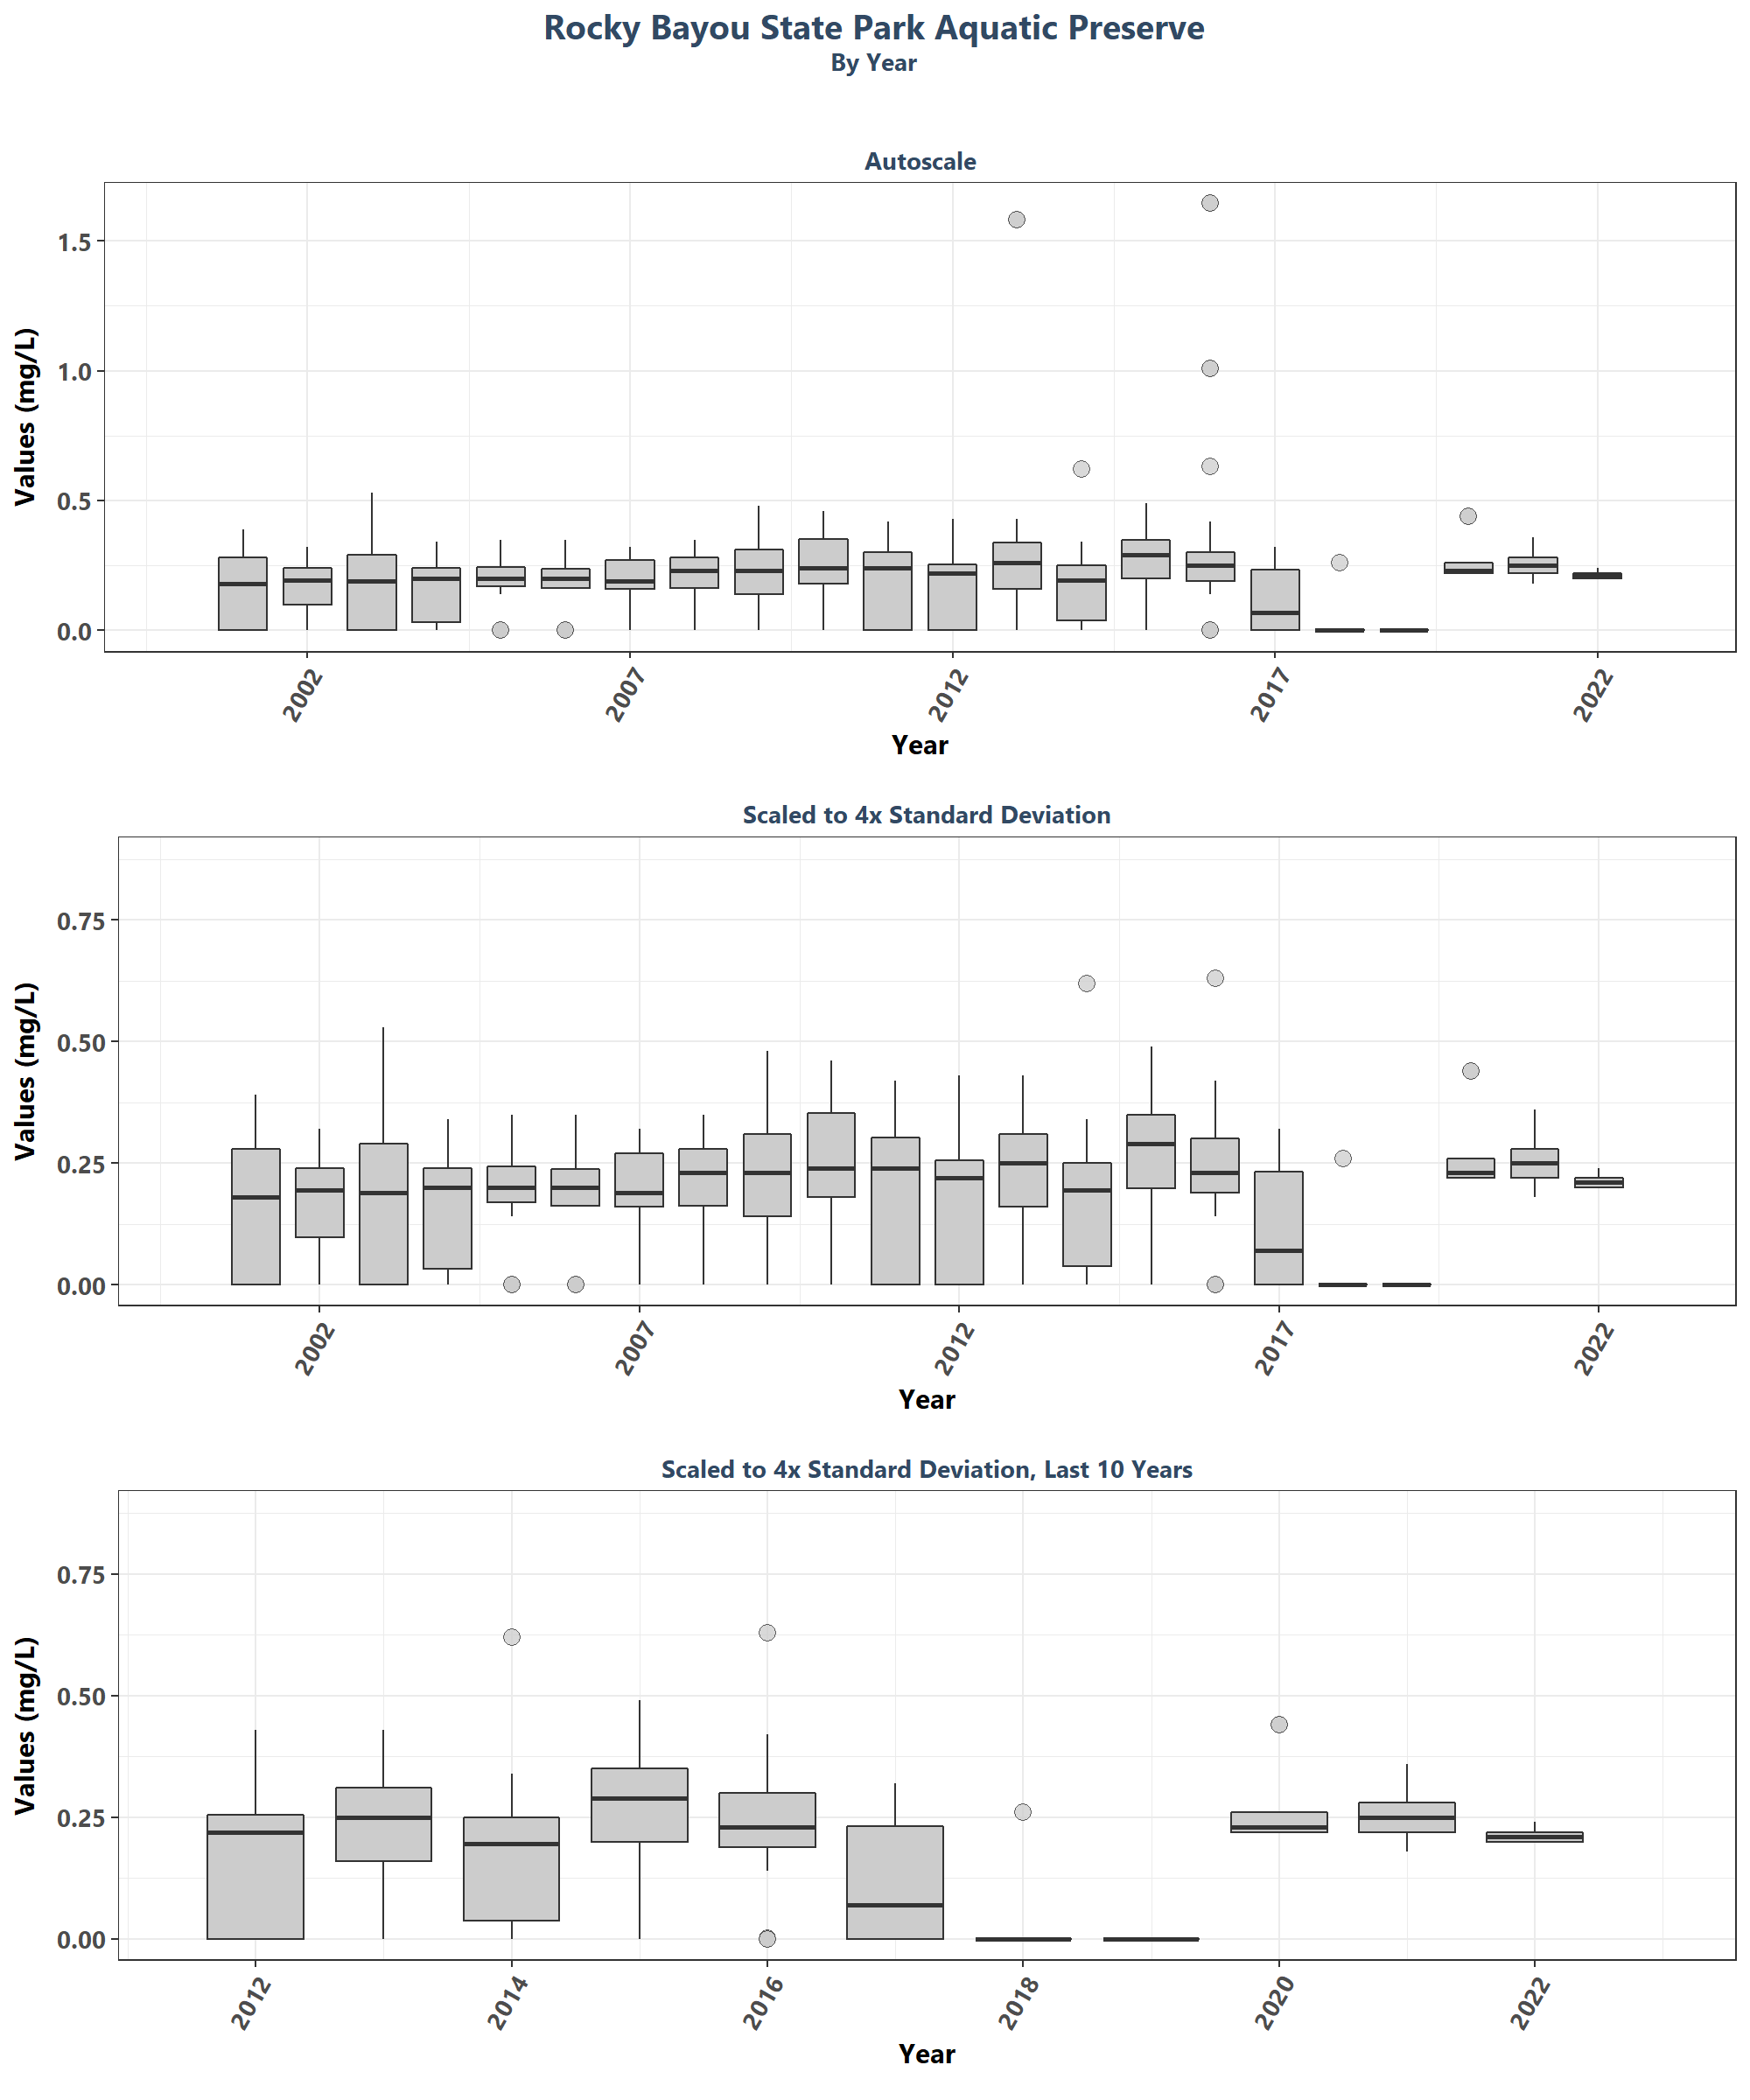 Rocky Bayou State Park Aquatic Preserve
By Year
Autoscale
Values (mg/L)
1.5
1.0
0.5
0.0
2002
2007
2012
2017
2022
Year
Scaled to 4x Standard Deviation
Values (mg/L)
0.75
0.50
0.25
0.00
2002
2007
2012
2017
2022
Year
Scaled to 4x Standard Deviation, Last 10 Years
Values (mg/L)
0.75
0.50
0.25
0.00
2012
2014
2016
2018
2020
2022
Year